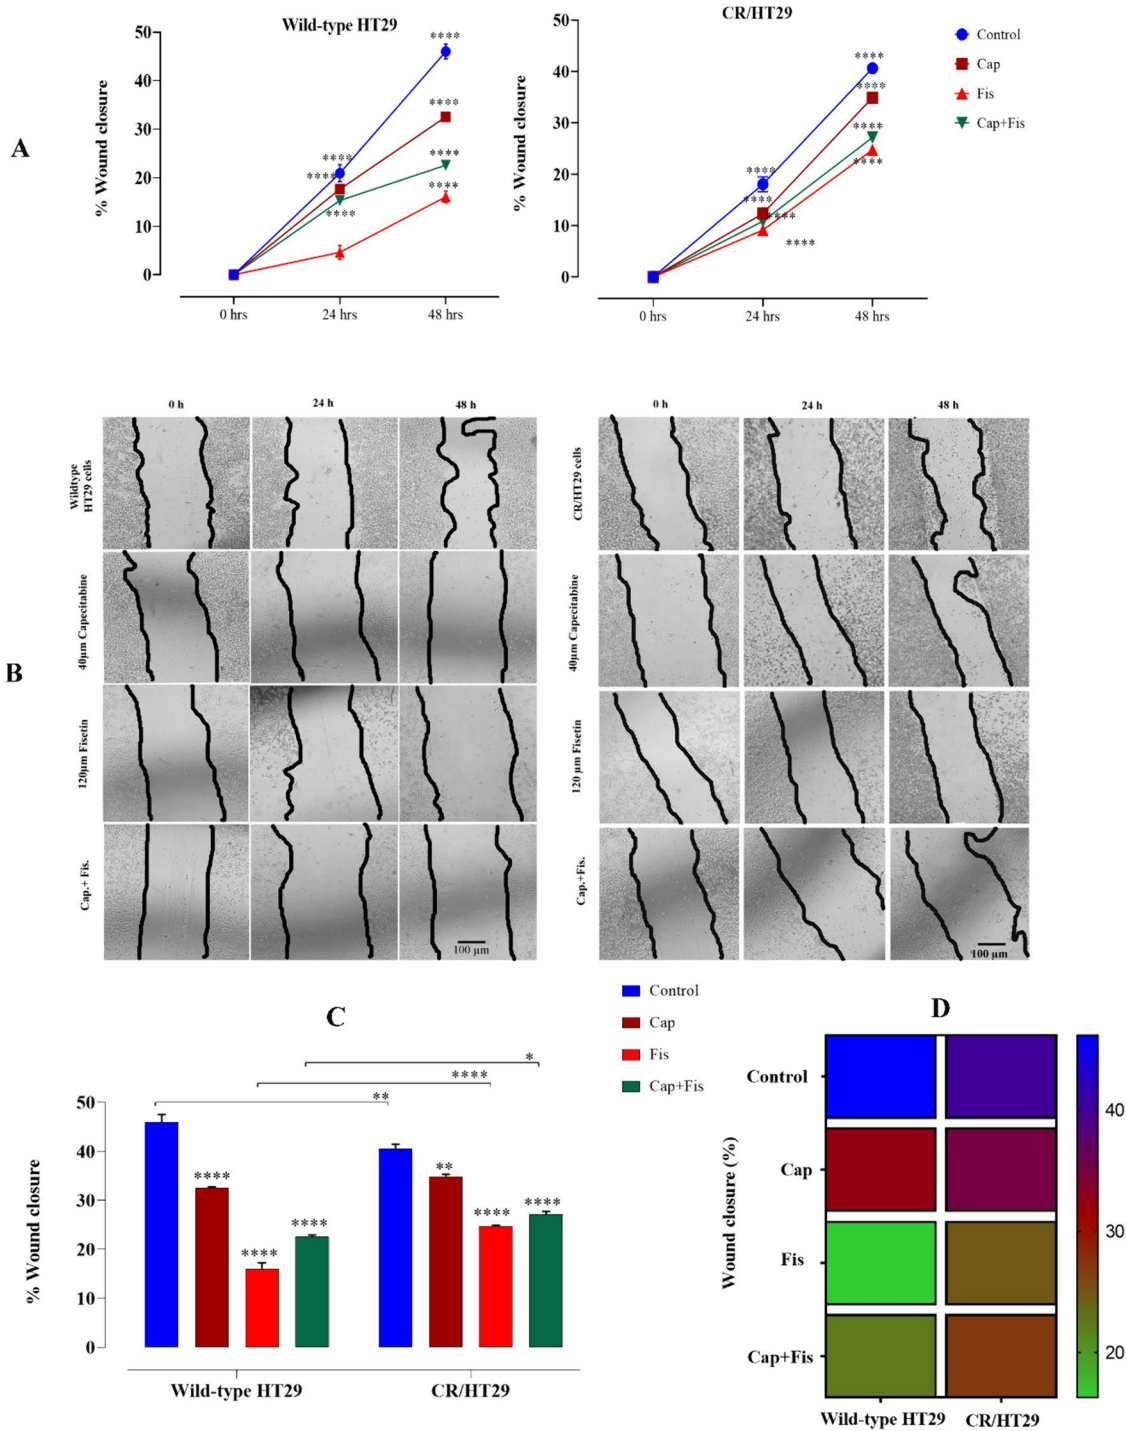 A
Wild-type HT29
% Wound closure
50
40
30
20
10
0
****
****
****
****
****
****
****
0 hrs
24 hrs
48 hrs
CR/HT29
% Wound closure
50
40
30
20
10
0
****
****
****
****
****
****
****
****
0 hrs
24 hrs
48 hrs
Control
Cap
Fis
Cap+Fis
B
0 h
24 h
48 h
Wildtype
HT29 cells
40µm Capecitabine
120µm Fisetin
Cap.+ Fis.
100 µm
0 h
24 h
48 h
CR/HT29 cells
40µm Capecitabine
120 µm Fisetin
Cap.+Fis.
100 µm
C
Control
Cap
Fis
Cap+Fis
*
****
**
% Wound closure
50
40
30
20
10
0
****
****
****
**
****
****
Wild-type HT29
CR/HT29
D
Wound closure (%)
Control
Cap
Fis
Cap+Fis
Wild-type HT29
CR/HT29
40
30
20